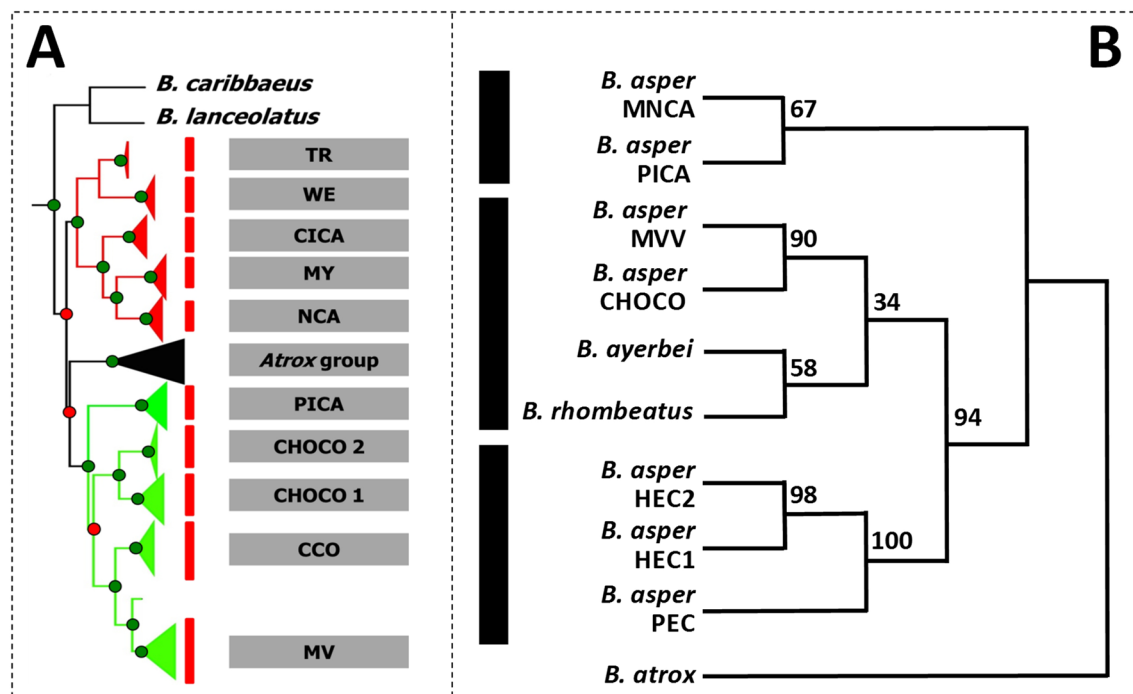 A
B. caribbaeus
B. lanceolatus
TR
WE
CICA
MY
NCA
Atrox group
PICA
CHOCO 2
CHOCO 1
CCO
MV
B
B. asper
MNCA
67
B. asper
PICA
B. asper
MVV
90
B. asper
CHOCO
34
B. ayerbei
58
B. rhombeatus
94
B. asper
HEC2
98
B. asper
HEC1
100
B. asper
PEC
B. atrox